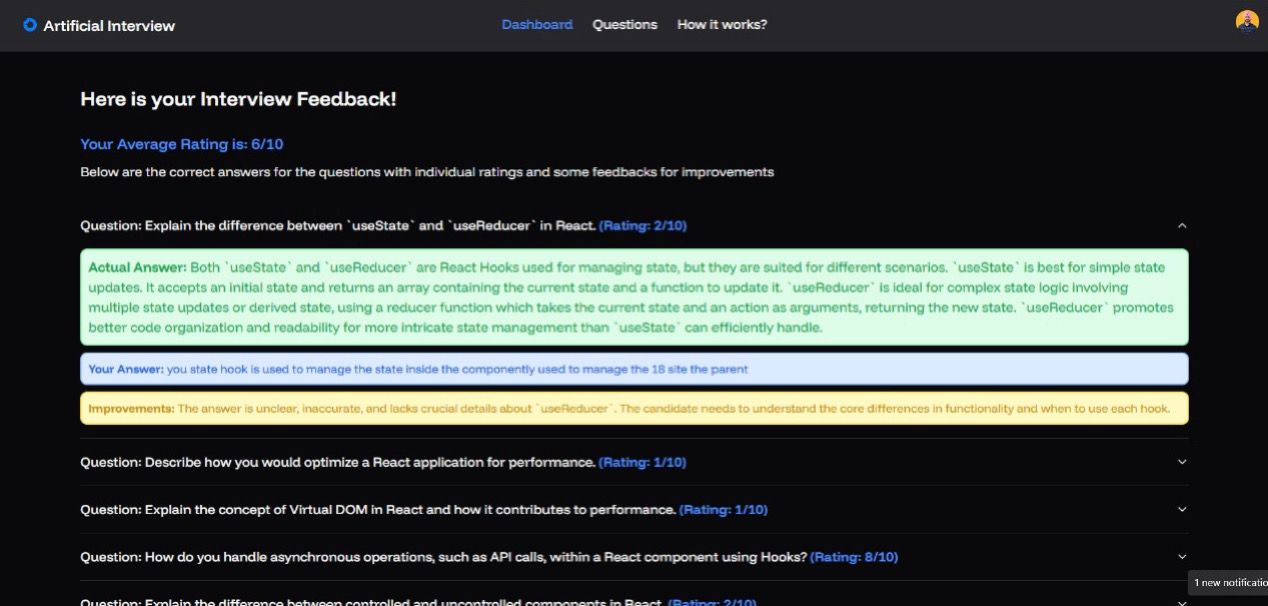 Artificial Interview
Dashboard
Questions
How it works?
Here is your Interview Feedback!
Your Average Rating is: 6/10
Below are the correct answers for the questions with individual ratings and some feedbacks for improvements
Question: Explain the difference between `useState` and `useReducer` in React. (Rating: 2/10)
Actual Answer: Both `useState` and `useReducer` are React Hooks used for managing state, but they are suited for different scenarios. `useState` is best for simple state
updates. It accepts an initial state and returns an array containing the current state and a function to update it. `useReducer` is ideal for complex state logic involving
multiple state updates or derived state, using a reducer function which takes the current state and an action as arguments, returning the new state. `useReducer` promotes
better code organization and readability for more intricate state management than `useState` can efficiently handle.
Your Answer: you state hook is used to manage the state inside the componently used to manage the 18 site the parent
Improvements: The answer is unclear, inaccurate, and lacks crucial details about `useReducer`. The candidate needs to understand the core differences in functionality and when to use each hook.
Question: Describe how you would optimize a React application for performance. (Rating: 1/10)
Question: Explain the concept of Virtual DOM in React and how it contributes to performance. (Rating: 1/10)
Question: How do you handle asynchronous operations, such as API calls, within a React component using Hooks? (Rating: 8/10)
1 new notificatio
Question: Explain the difference between controlled and uncontrolled components in React. (Rating: 2/10)